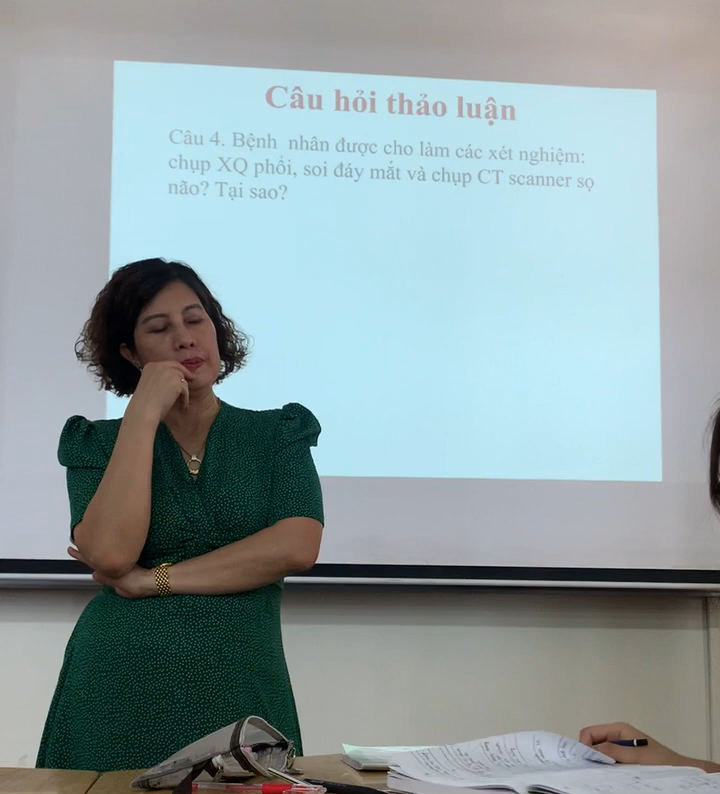 Câu hỏi thảo luận
Câu 4. Bệnh nhân được cho làm các xét nghiệm:
chụp XQ phổi, soi đáy mắt và chụp CT scanner sọ
não? Tại sao?